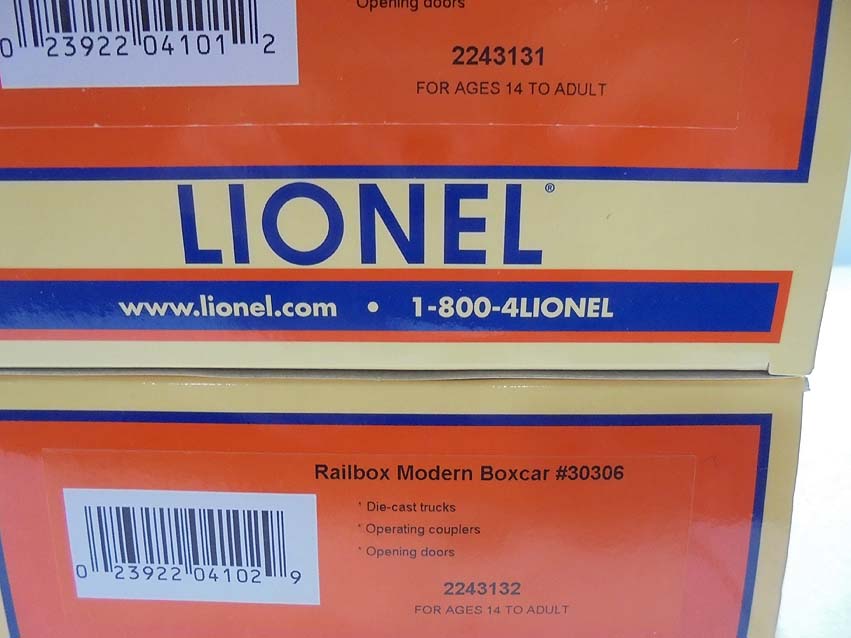 Opening doors
0 23922 04101 2
2243131
FOR AGES 14 TO ADULT
LIONEL®
www.lionel.com • 1-800-4LIONEL
Railbox Modern Boxcar #30306
* Die-cast trucks
* Operating couplers
* Opening doors
0 23922 04102 9
2243132
FOR AGES 14 TO ADULT